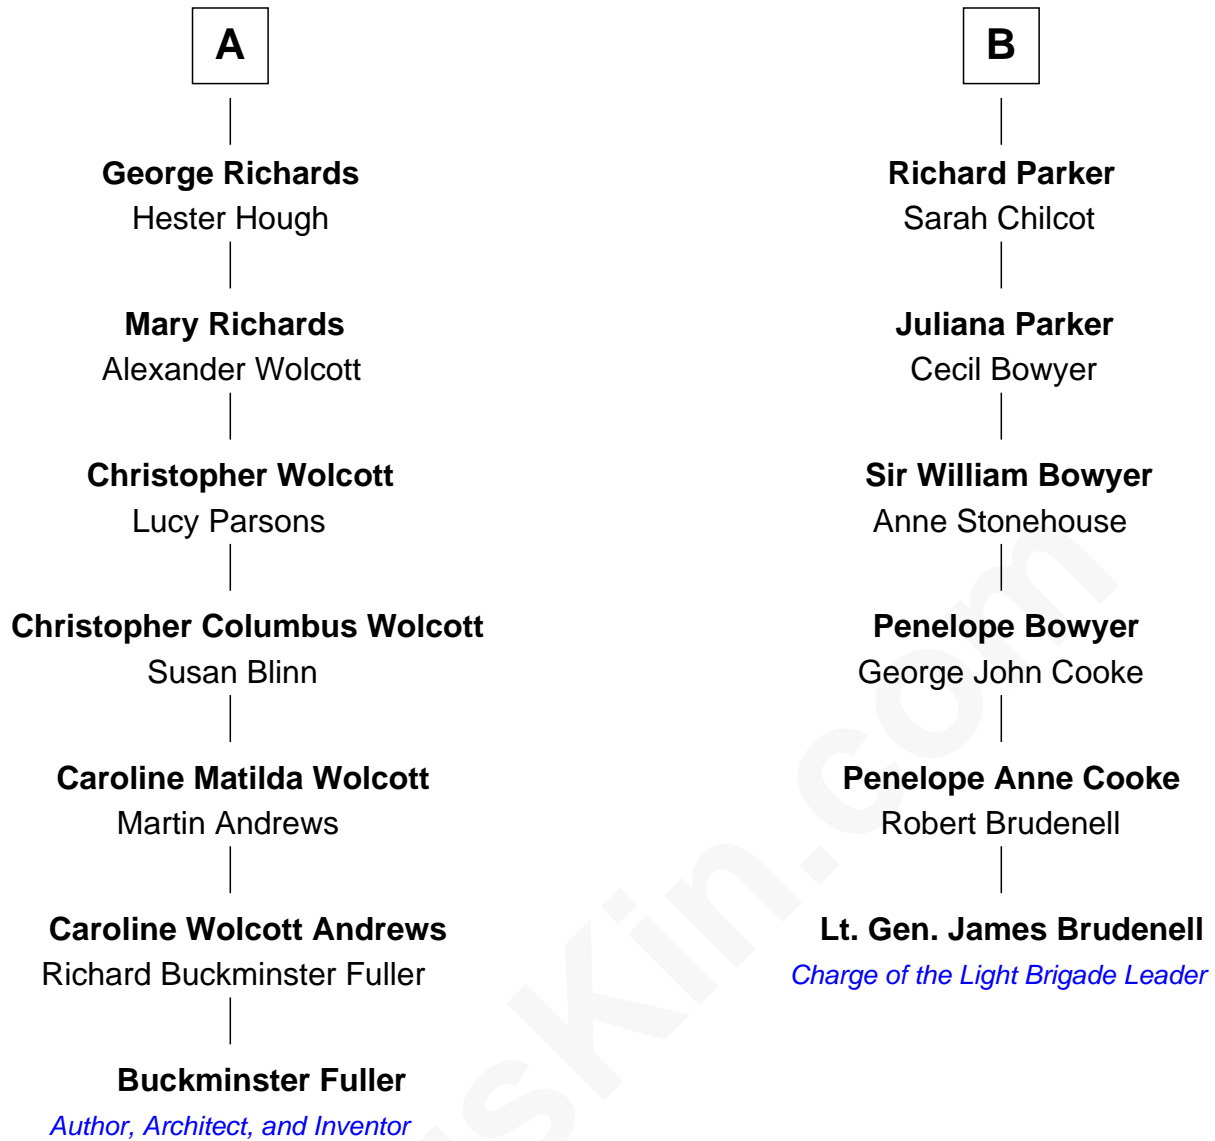 A
George Richards
Hester Hough
Mary Richards
Alexander Wolcott
Christopher Wolcott
Lucy Parsons
Christopher Columbus Wolcott
Susan Blinn
Caroline Matilda Wolcott
Martin Andrews
Caroline Wolcott Andrews
Richard Buckminster Fuller
Buckminster Fuller
Author, Architect, and Inventor
B
Richard Parker
Sarah Chilcot
Juliana Parker
Cecil Bowyer
Sir William Bowyer
Anne Stonehouse
Penelope Bowyer
George John Cooke
Penelope Anne Cooke
Robert Brudenell
Lt. Gen. James Brudenell
Charge of the Light Brigade Leader
sKin.com